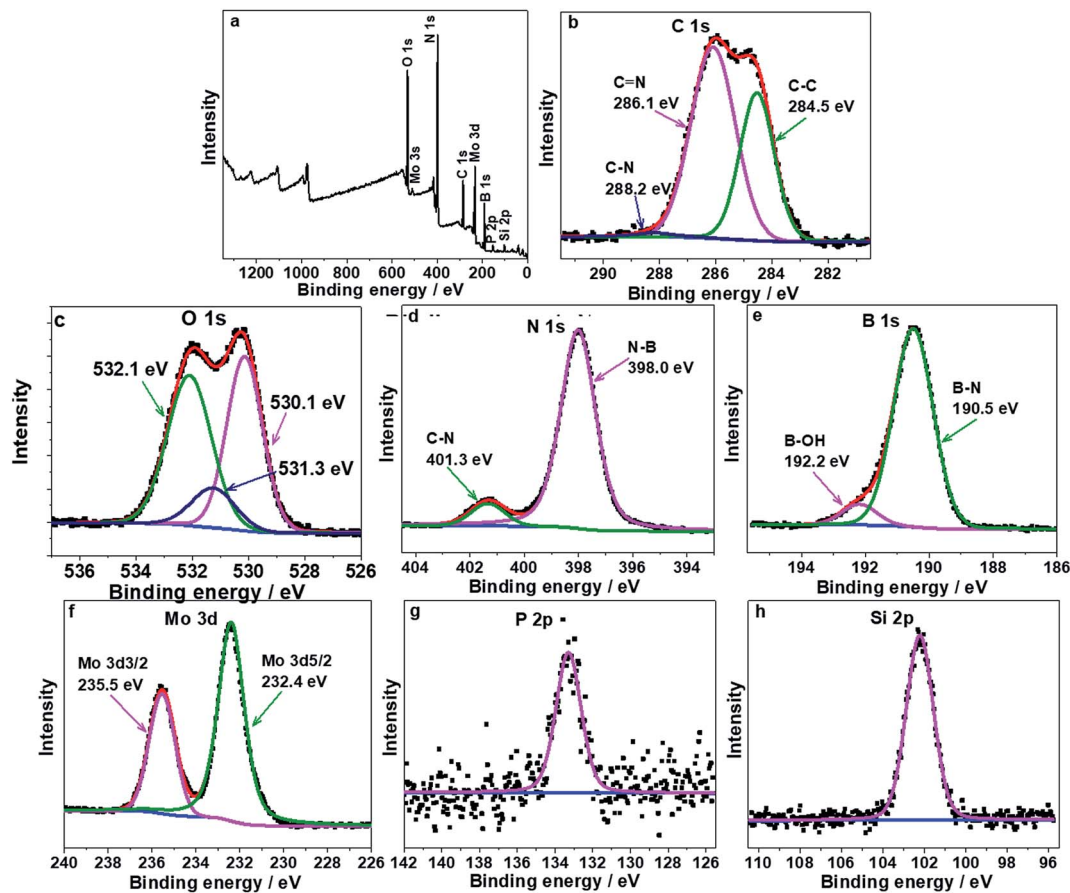 a
O 1s
N 1s
Mo 3s
C 1s
Mo 3d
B 1s
P 2p
Si 2p
Intensity
1200 1000 800 600 400 200 0
Binding energy / eV
b
C 1s
C=N
286.1 eV
C-C
284.5 eV
C-N
288.2 eV
Intensity
290 288 286 284 282
Binding energy / eV
c
O 1s
532.1 eV
530.1 eV
531.3 eV
Intensity
536 534 532 530 528 526
Binding energy / eV
d
N 1s
N-B
398.0 eV
C-N
401.3 eV
Intensity
404 402 400 398 396 394
Binding energy / eV
e
B 1s
B-N
190.5 eV
B-OH
192.2 eV
Intensity
194 192 190 188 186
Binding energy / eV
f
Mo 3d
Mo 3d3/2
235.5 eV
Mo 3d5/2
232.4 eV
Intensity
240 238 236 234 232 230 228 226
Binding energy / eV
g
P 2p
Intensity
142 140 138 136 134 132 130 128 126
Binding energy / eV
h
Si 2p
Intensity
110 108 106 104 102 100 98 96
Binding energy / eV